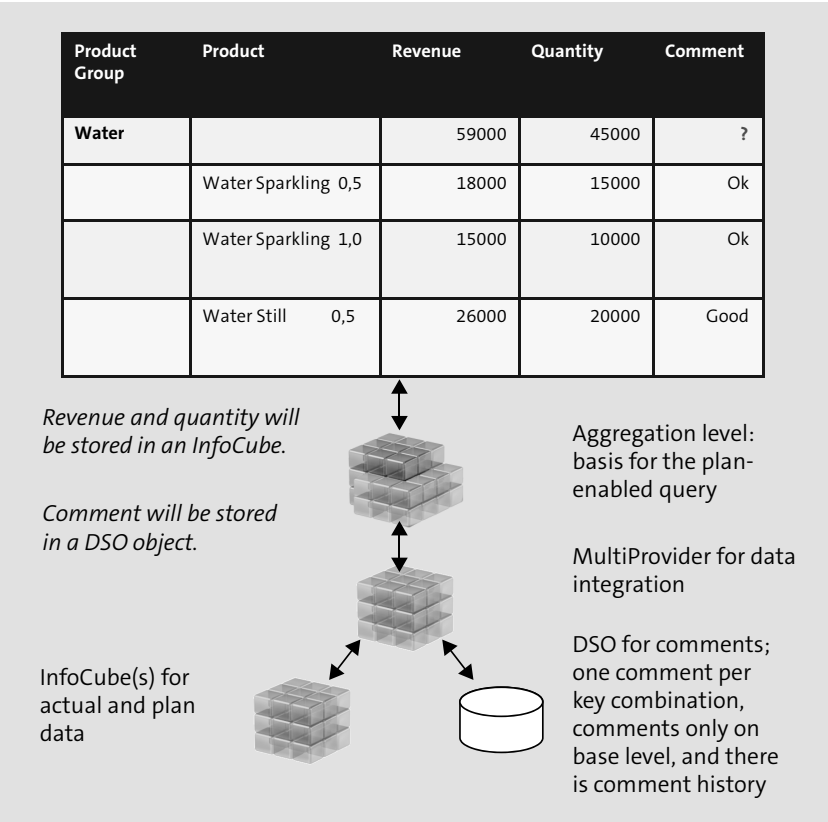 Product Group Product Revenue Quantity Comment
Water 59000 45000 ?
Water Sparkling 0,5 18000 15000 Ok
Water Sparkling 1,0 15000 10000 Ok
Water Still 0,5 26000 20000 Good
Revenue and quantity will
be stored in an InfoCube.
Aggregation level:
basis for the plan-
enabled query
Comment will be stored
in a DSO object.
MultiProvider for data
integration
InfoCube(s) for
actual and plan
data
DSO for comments;
one comment per
key combination,
comments only on
base level, and there
is comment history